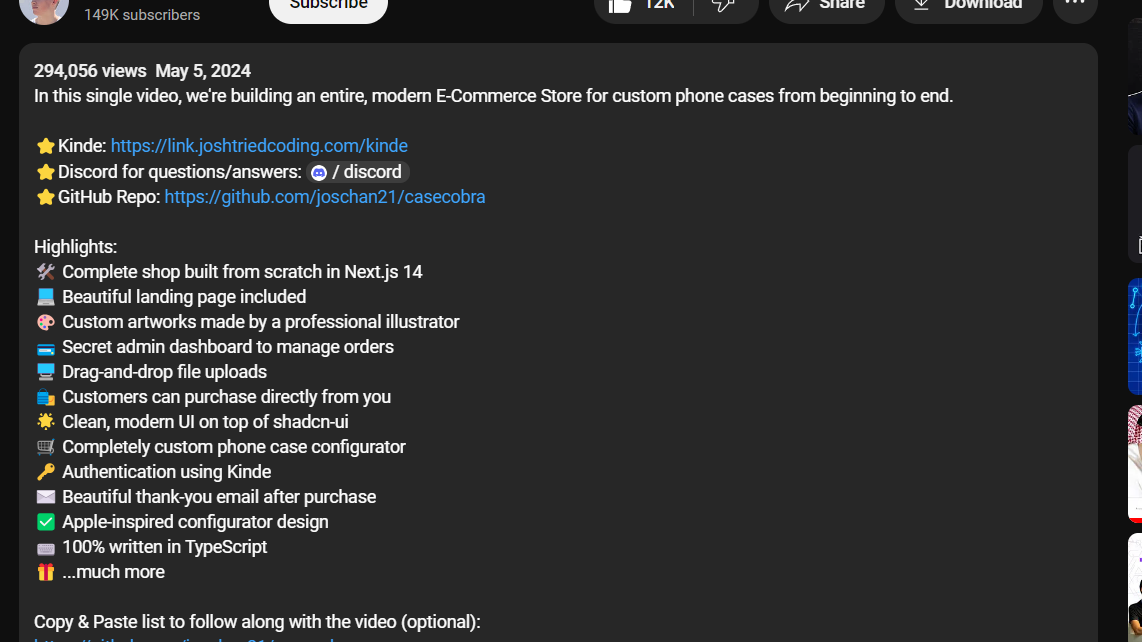 149K subscribers
Subscribe
12K
Share
Download
294,056 views May 5, 2024
In this single video, we're building an entire, modern E-Commerce Store for custom phone cases from beginning to end.
⭐ Kinde: https://link.joshtriedcoding.com/kinde
⭐ Discord for questions/answers: / discord
⭐ GitHub Repo: https://github.com/joschan21/casecobra
Highlights:
🛠️ Complete shop built from scratch in Next.js 14
💻 Beautiful landing page included
🎨 Custom artworks made by a professional illustrator
💳 Secret admin dashboard to manage orders
🖥️ Drag-and-drop file uploads
🛍️ Customers can purchase directly from you
🌟 Clean, modern UI on top of shadcn-ui
🛒 Completely custom phone case configurator
🔑 Authentication using Kinde
✉️ Beautiful thank-you email after purchase
✅ Apple-inspired configurator design
⌨️ 100% written in TypeScript
🎁 ...much more
Copy & Paste list to follow along with the video (optional):